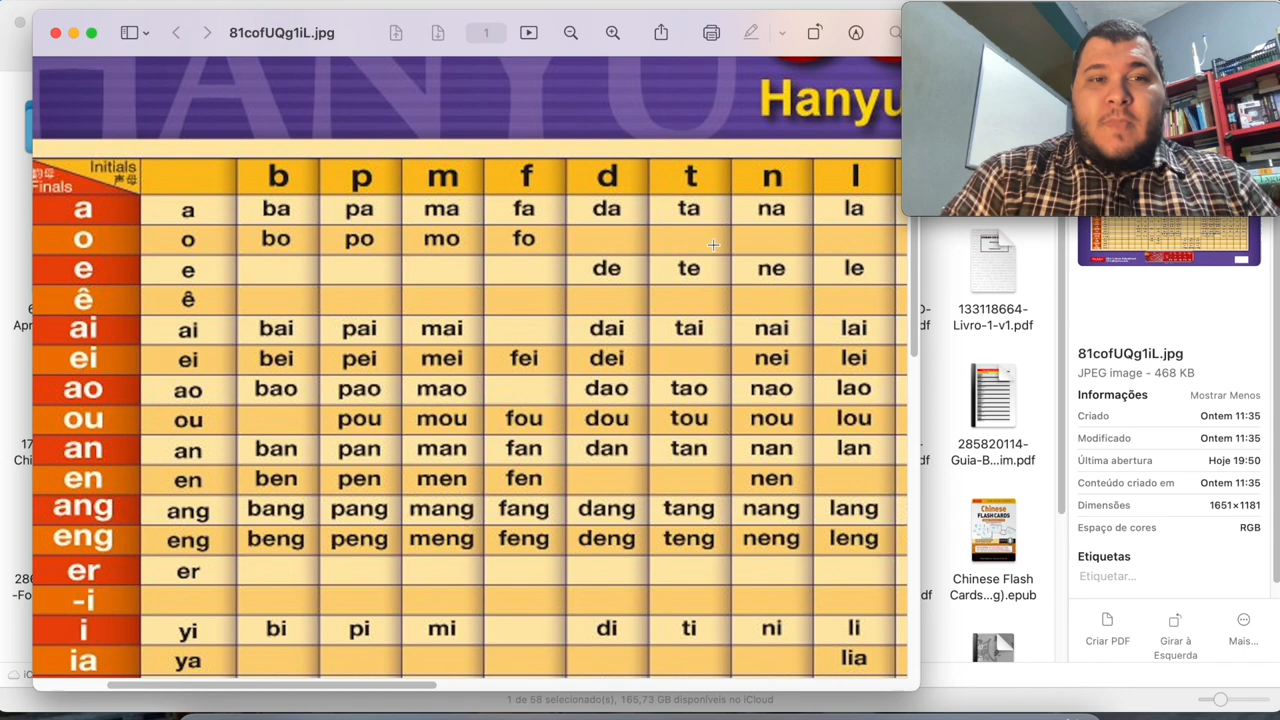 81cofUQg1iL.jpg
1
HANYU
Hanyu
Initials
声母
Finals
b p m f d t n l
a a ba pa ma fa da ta na la
o o bo po mo fo
e e de te ne le
ê ê
ai ai bai pai mai dai tai nai lai
ei ei bei pei mei fei dei nei lei
ao ao bao pao mao dao tao nao lao
ou ou pou mou fou dou tou nou lou
an an ban pan man fan dan tan nan lan
en en ben pen men fen nen
ang ang bang pang mang fang dang tang nang lang
eng eng beng peng meng feng deng teng neng leng
er er
-i
i yi bi pi mi di ti ni li
ia ya lia
1 de 58 selecionado(s), 165,73 GB disponíveis no iCloud
133118664-
Livro-1-v1.pdf
285820114-
Guia-B...im.pdf
CHINESE
FLASH CARDS
Chinese Flash
Cards...g).epub
81cofUQg1iL.jpg
JPEG image - 468 KB
Informações Mostrar Menos
Criado Ontem 11:35
Modificado Ontem 11:35
Última abertura Hoje 19:50
Conteúdo criado em Ontem 11:35
Dimensões 1651×1181
Espaço de cores RGB
Etiquetas
Etiquetar...
Criar PDF
Girar à
Esquerda
Mais...